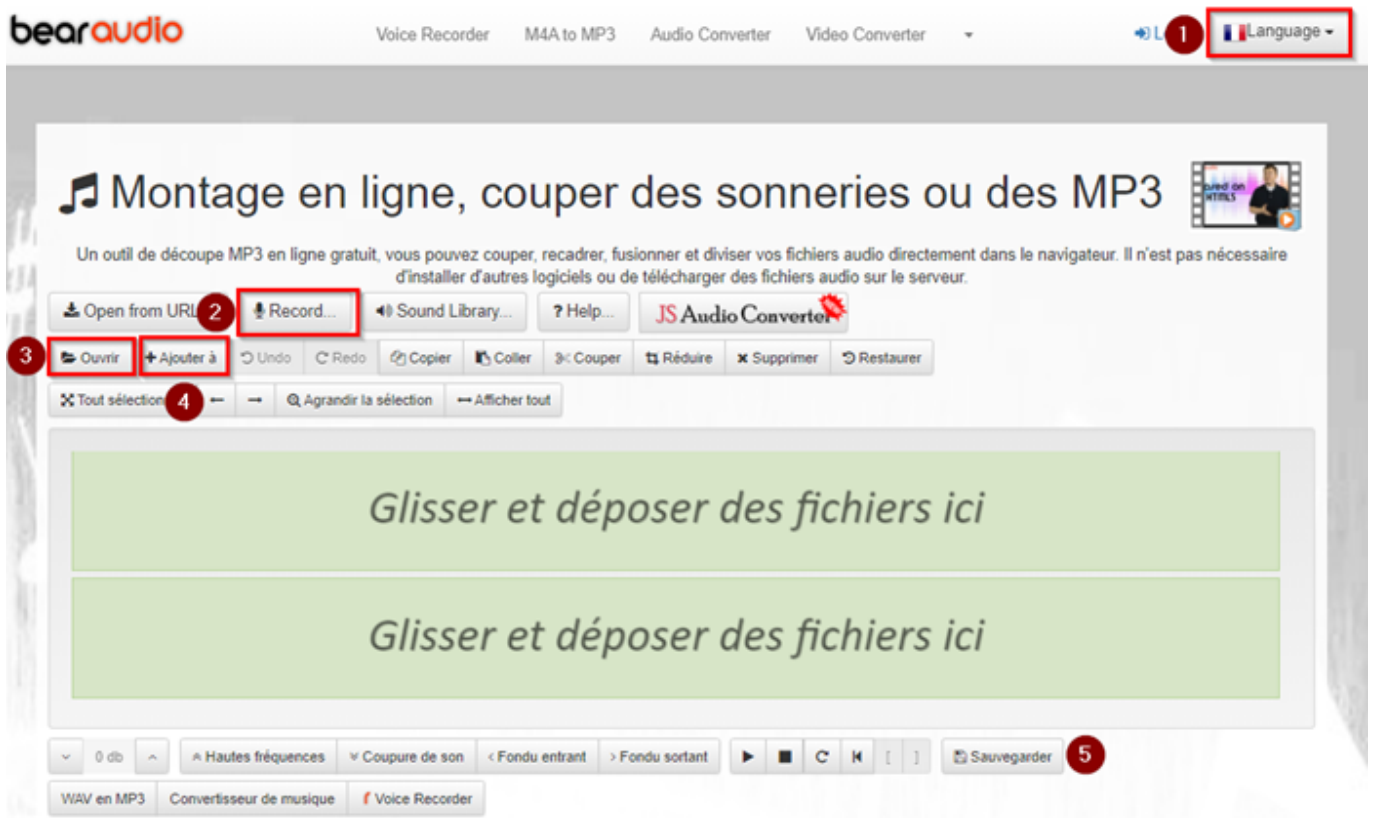 bearaudio
Voice Recorder M4A to MP3 Audio Converter Video Converter L 1 Language
Montage en ligne, couper des sonneries ou des MP3
HTML5
Un outil de découpe MP3 en ligne gratuit, vous pouvez couper, recadrer, fusionner et diviser vos fichiers audio directement dans le navigateur. Il n'est pas nécessaire
d'installer d'autres logiciels ou de télécharger des fichiers audio sur le serveur.
Open from URL 2 Record... Sound Library... ? Help... JS Audio Converter
3 Ouvrir + Ajouter à Undo Redo Copier Coller Couper Réduire Supprimer Restaurer
Tout sélection 4 ← → Agrandir la sélection Afficher tout
Glisser et déposer des fichiers ici
Glisser et déposer des fichiers ici
0 db Hautes fréquences Coupure de son < Fondu entrant > Fondu sortant [ ] Sauvegarder 5
WAV en MP3 Convertisseur de musique Voice Recorder